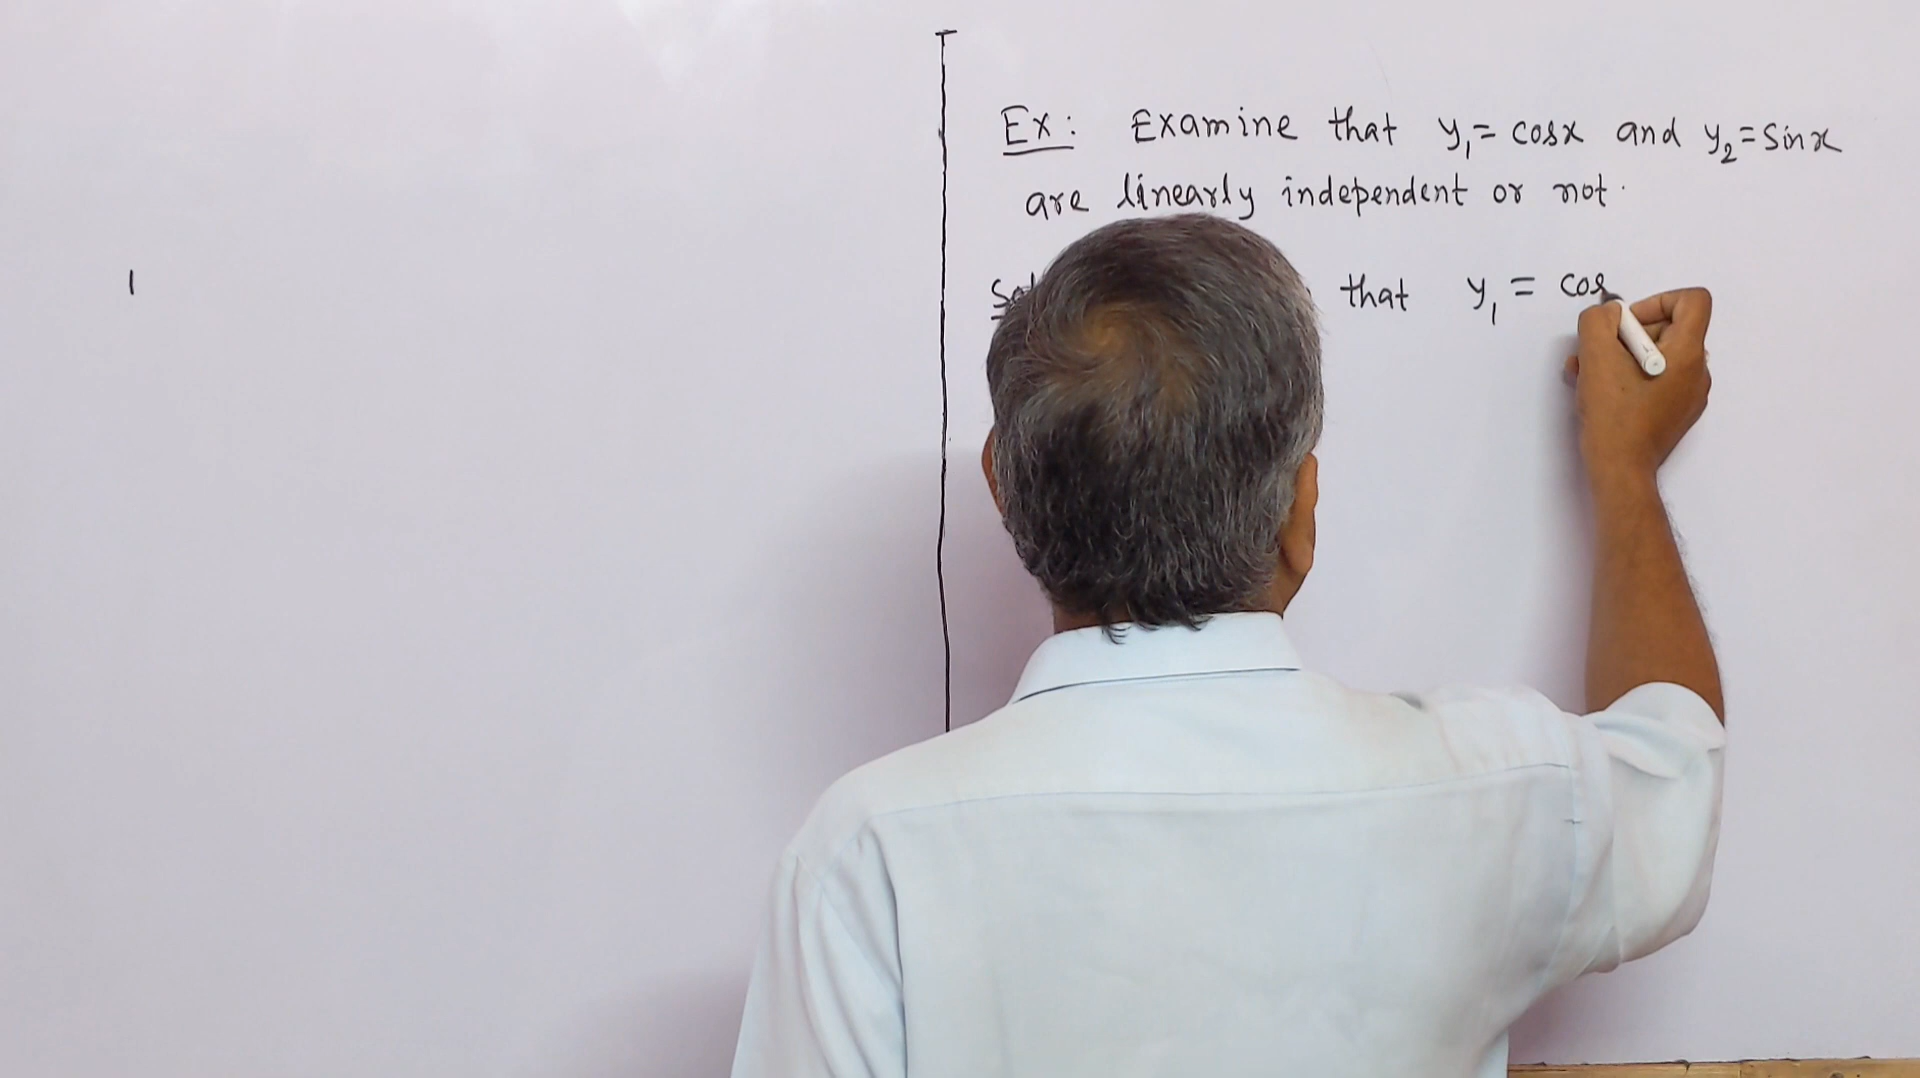 Ex: Examine that y₁ = cosx and y₂ = sinx
are linearly independent or not.
that y₁ = cos